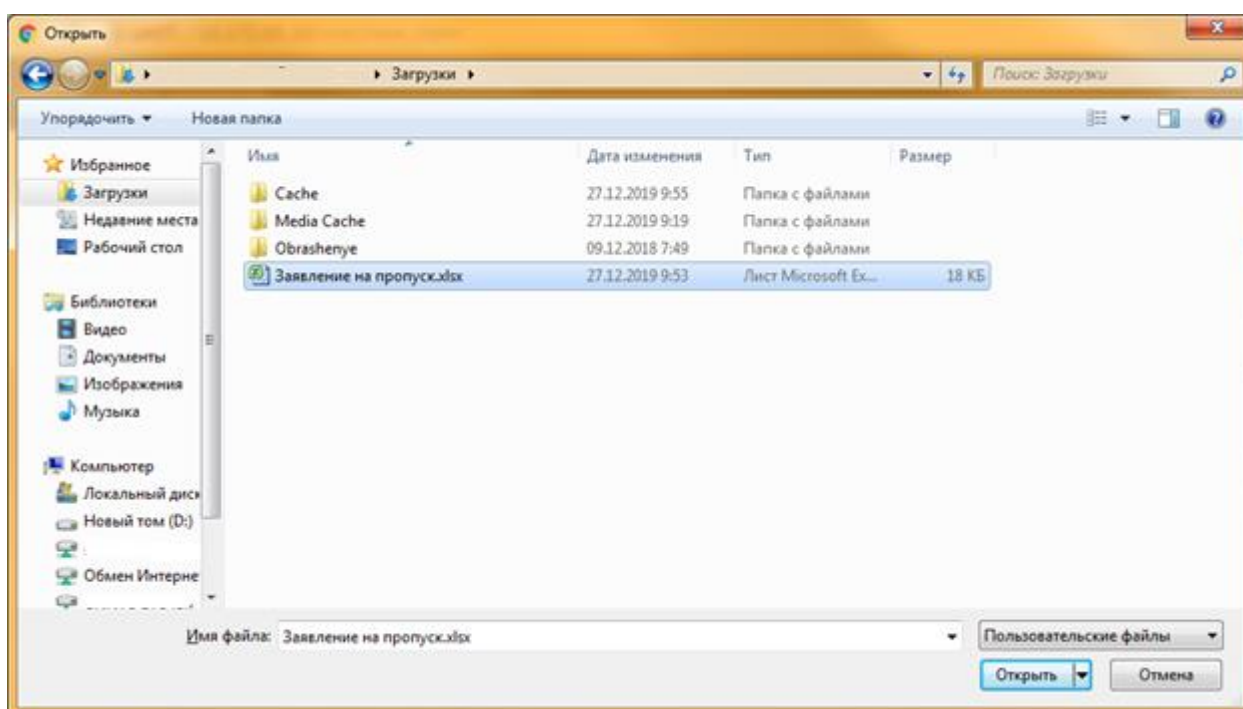 Открыть
Загрузки
Поиск: Загрузки
Упорядочить Новая папка
Имя Дата изменения Тип Размер
Избранное
Загрузки
Недавние места
Рабочий стол
Библиотеки
Видео
Документы
Изображения
Музыка
Компьютер
Локальный диск
Новый том (D:)
Обмен Интерне
Cache 27.12.2019 9:55 Папка с файлами
Media Cache 27.12.2019 9:19 Папка с файлами
Obrashenye 09.12.2018 7:49 Папка с файлами
Заявление на пропуск.xlsx 27.12.2019 9:53 Лист Microsoft Ex... 18 КБ
Имя файла: Заявление на пропуск.xlsx
Пользовательские файлы
Открыть Отмена